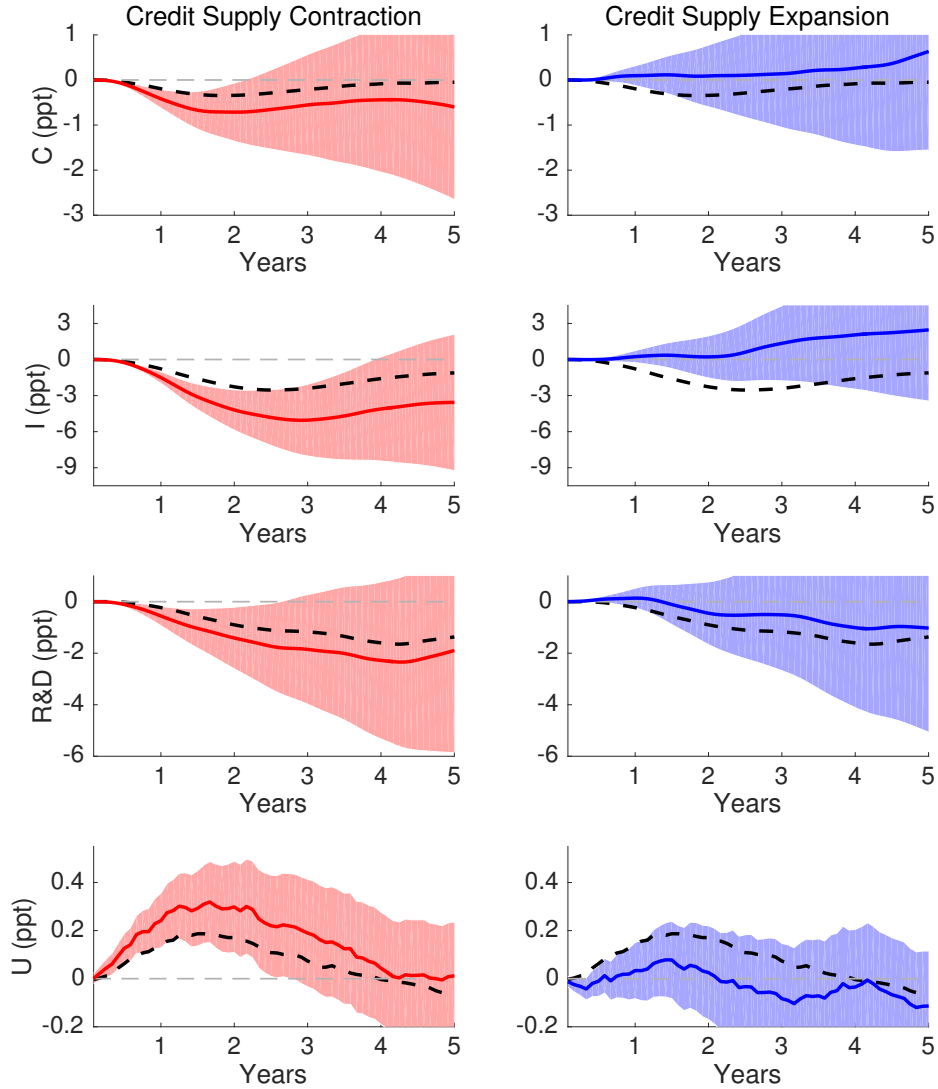 Credit Supply Contraction
Credit Supply Expansion
C (ppt)
1
0
-1
-2
-3
1 2 3 4 5
Years
1
0
-1
-2
-3
1 2 3 4 5
Years
I (ppt)
3
0
-3
-6
-9
1 2 3 4 5
Years
3
0
-3
-6
-9
1 2 3 4 5
Years
R&D (ppt)
0
-2
-4
-6
1 2 3 4 5
Years
0
-2
-4
-6
1 2 3 4 5
Years
U (ppt)
0.4
0.2
0
-0.2
1 2 3 4 5
Years
0.4
0.2
0
-0.2
1 2 3 4 5
Years